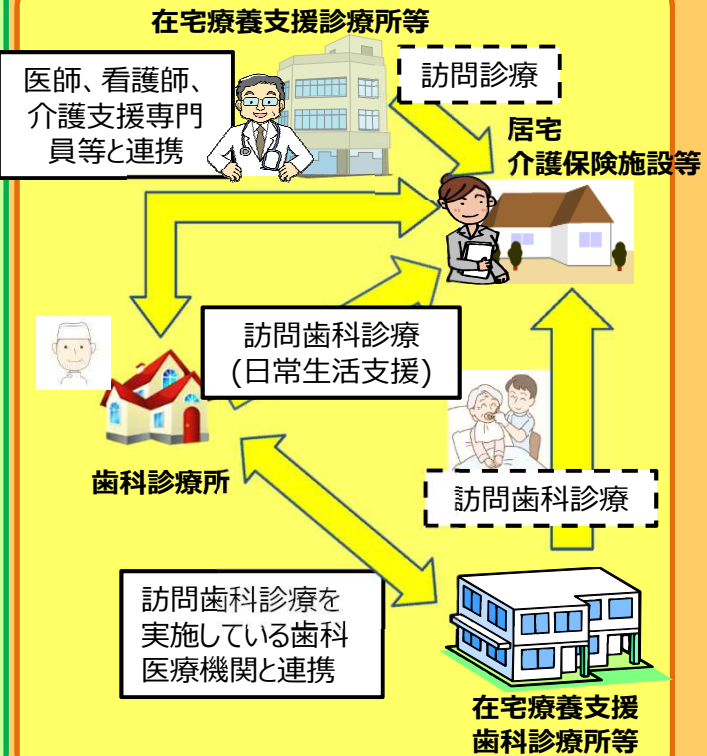 在宅療養支援診療所等
医師、看護師、
介護支援専門
員等と連携
訪問診療
居宅
介護保険施設等
訪問歯科診療
(日常生活支援)
歯科診療所
訪問歯科診療
訪問歯科診療を
実施している歯科
医療機関と連携
在宅療養支援
歯科診療所等